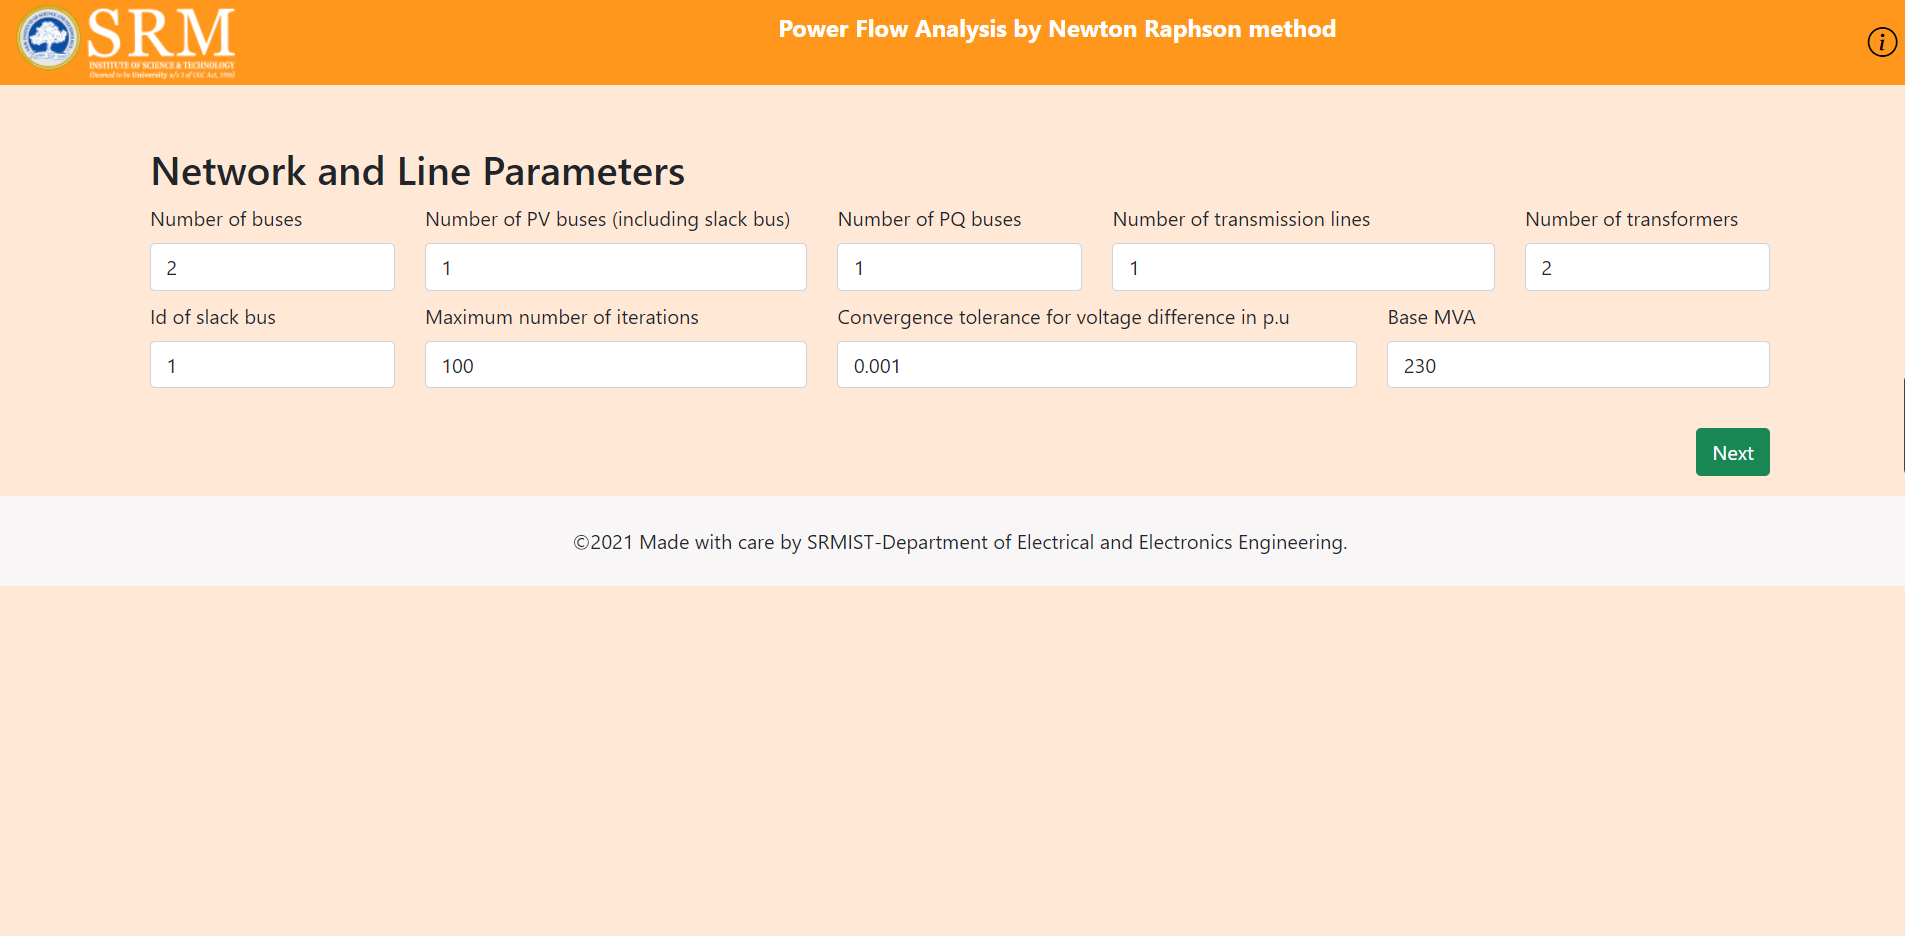 SRM
INSTITUTE OF SCIENCE & TECHNOLOGY
(Deemed to be University u/s 3 of UGC Act, 1956)
Power Flow Analysis by Newton Raphson method
i
Network and Line Parameters
Number of buses
Number of PV buses (including slack bus)
Number of PQ buses
Number of transmission lines
Number of transformers
2
1
1
1
2
Id of slack bus
Maximum number of iterations
Convergence tolerance for voltage difference in p.u
Base MVA
1
100
0.001
230
Next
©2021 Made with care by SRMIST-Department of Electrical and Electronics Engineering.